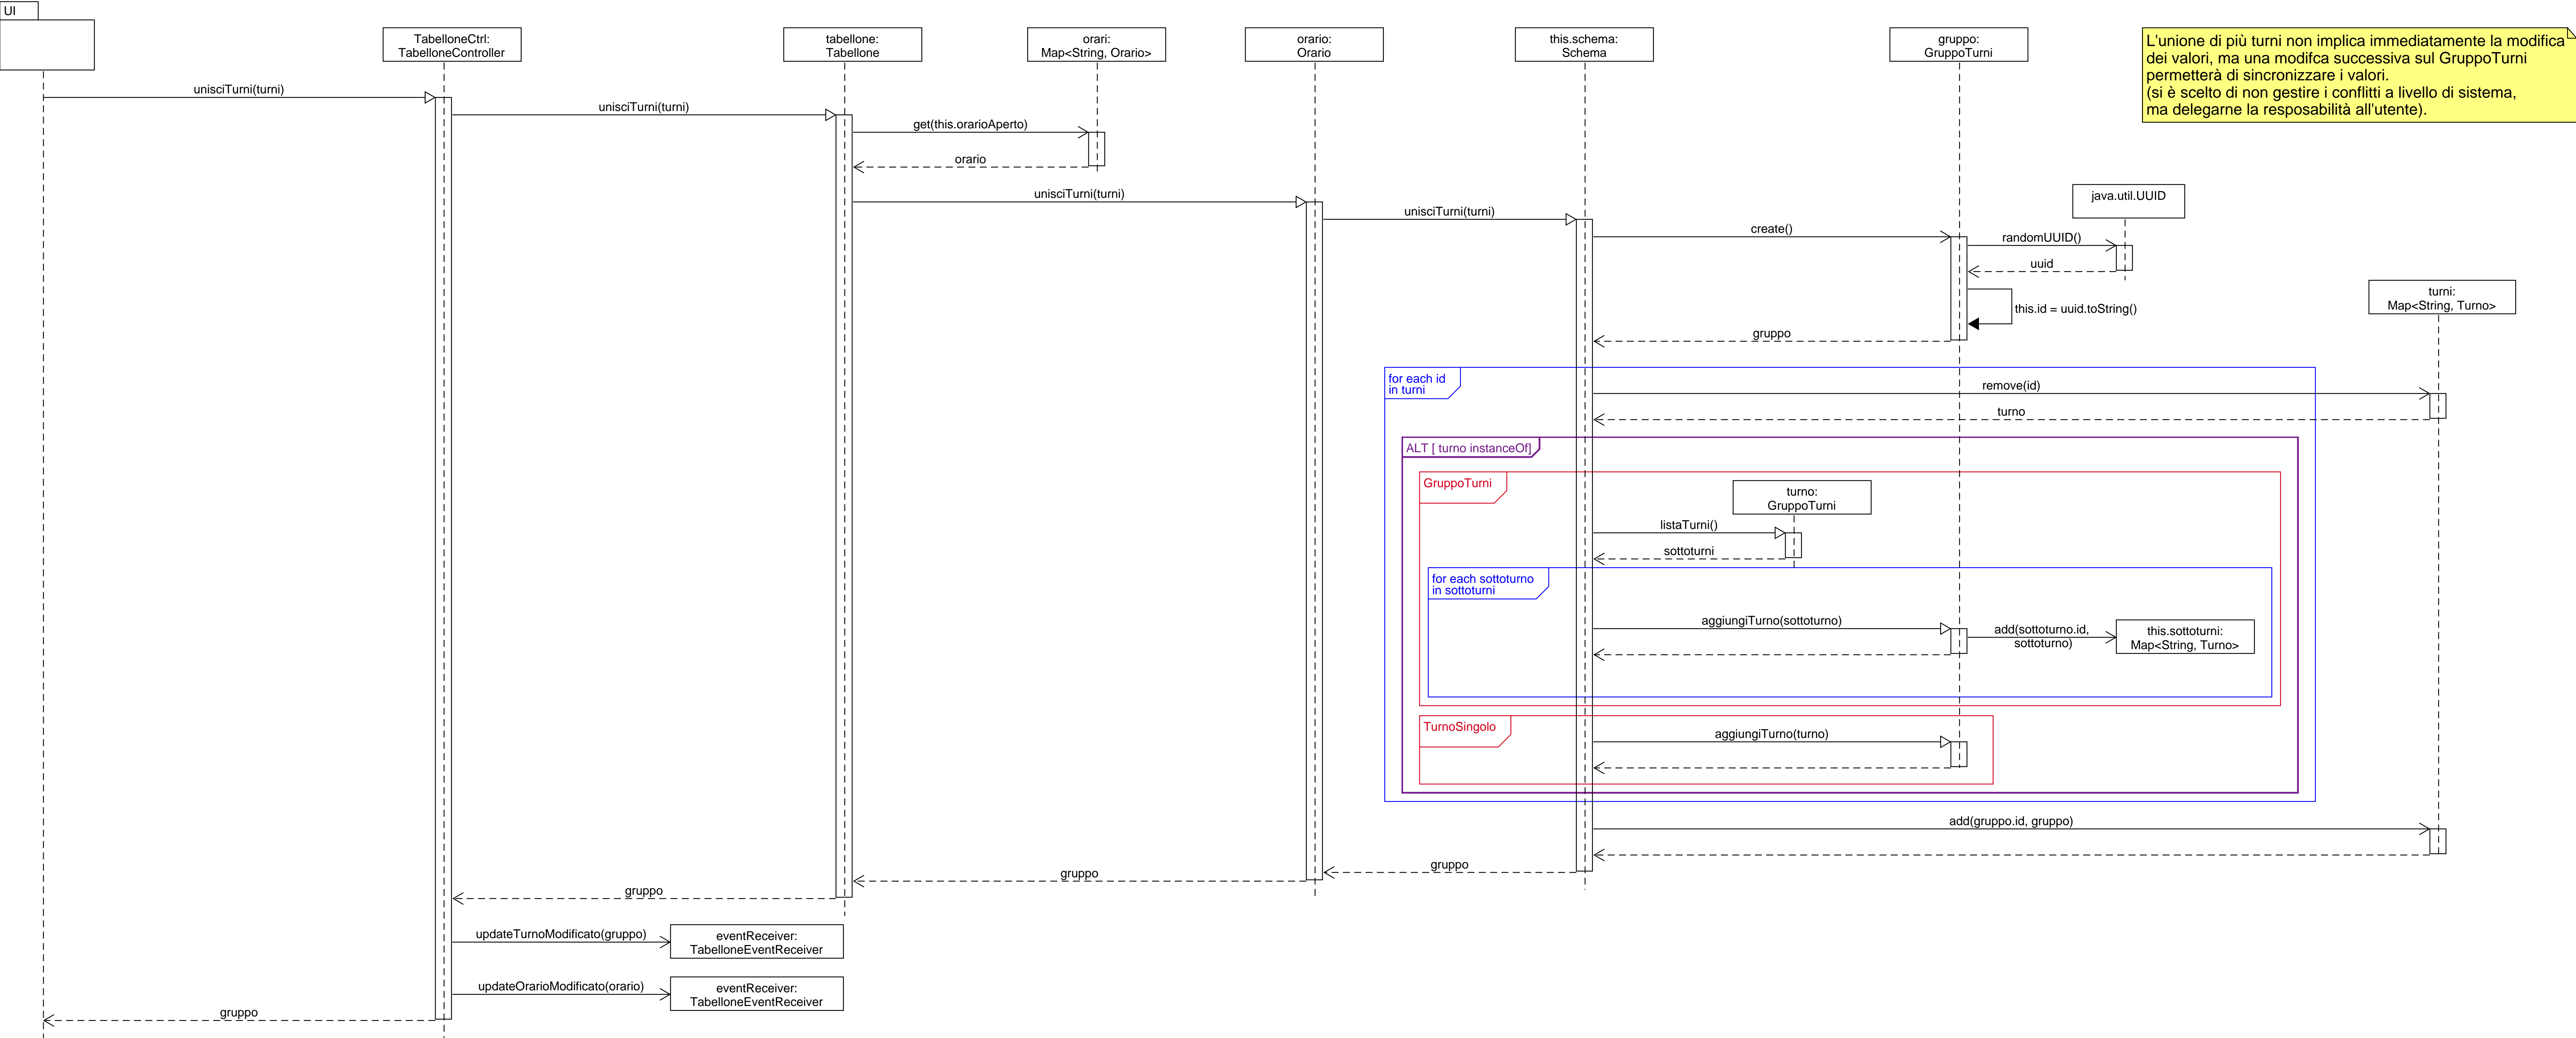 UI
TabelloneCtrl:
TabelloneController
tabellone:
Tabellone
orari:
Map<String, Orario>
orario:
Orario
this.schema:
Schema
gruppo:
GruppoTurni
L'unione di più turni non implica immediatamente la modifica
dei valori, ma una modifca successiva sul GruppoTurni
permetterà di sincronizzare i valori.
(si è scelto di non gestire i conflitti a livello di sistema,
ma delegarne la resposabilità all'utente).
unisciTurni(turni)
unisciTurni(turni)
get(this.orarioAperto)
orario
unisciTurni(turni)
unisciTurni(turni)
java.util.UUID
create()
randomUUID()
uuid
this.id = uuid.toString()
gruppo
turni:
Map<String, Turno>
for each id
in turni
remove(id)
turno
ALT [ turno instanceOf]
GruppoTurni
turno:
GruppoTurni
listaTurni()
sottoturni
for each sottoturno
in sottoturni
aggiungiTurno(sottoturno)
add(sottoturno.id,
sottoturno)
this.sottoturni:
Map<String, Turno>
TurnoSingolo
aggiungiTurno(turno)
add(gruppo.id, gruppo)
gruppo
gruppo
gruppo
updateTurnoModificato(gruppo)
eventReceiver:
TabelloneEventReceiver
updateOrarioModificato(orario)
eventReceiver:
TabelloneEventReceiver
gruppo